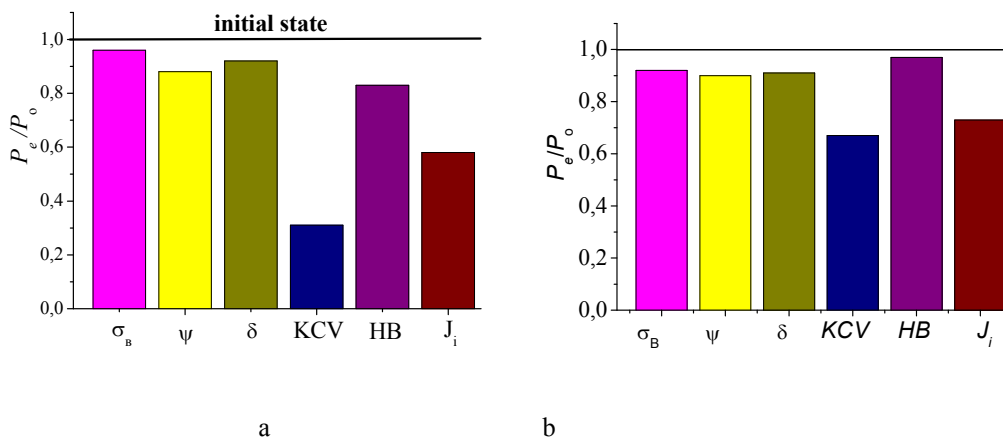 initial state
1,0
0,8
0,6
0,4
0,2
0,0
P_e/P_o
σ_в ψ δ KCV HB J_i
a
1,0
0,8
0,6
0,4
0,2
0,0
P_e/P_o
σ_B ψ δ KCV HB J_i
b